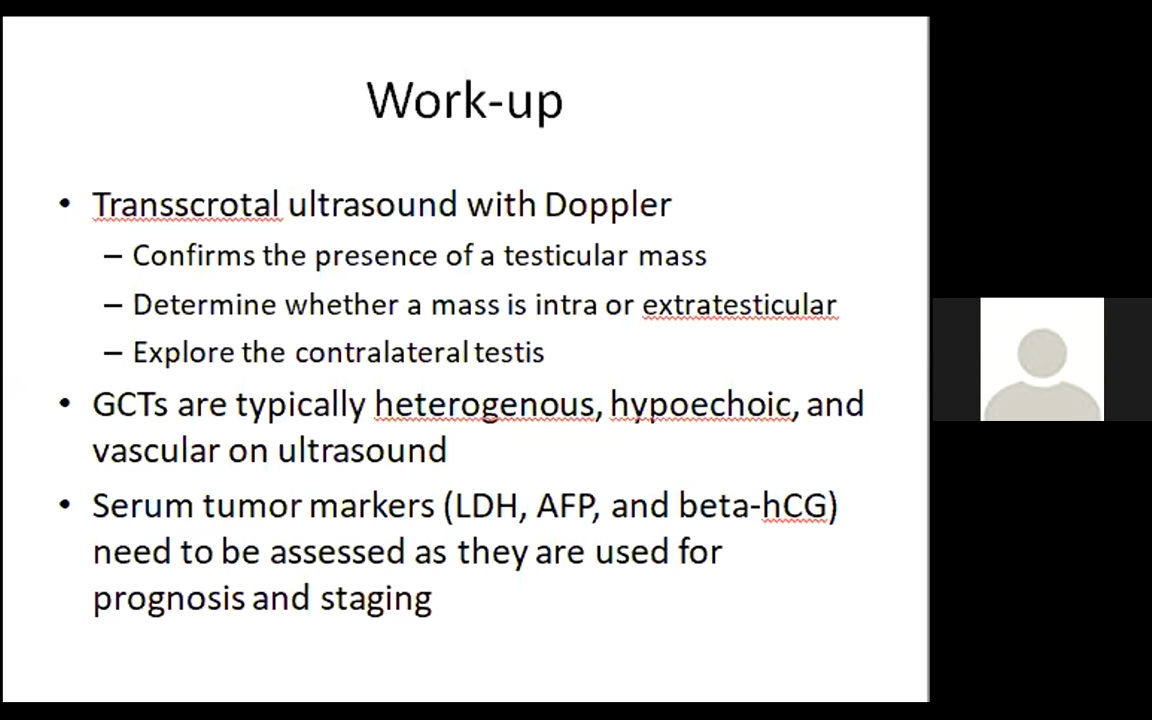 Work-up
• Transscrotal ultrasound with Doppler
– Confirms the presence of a testicular mass
– Determine whether a mass is intra or extratesticular
– Explore the contralateral testis
• GCTs are typically heterogenous, hypoechoic, and
vascular on ultrasound
• Serum tumor markers (LDH, AFP, and beta-hCG)
need to be assessed as they are used for
prognosis and staging